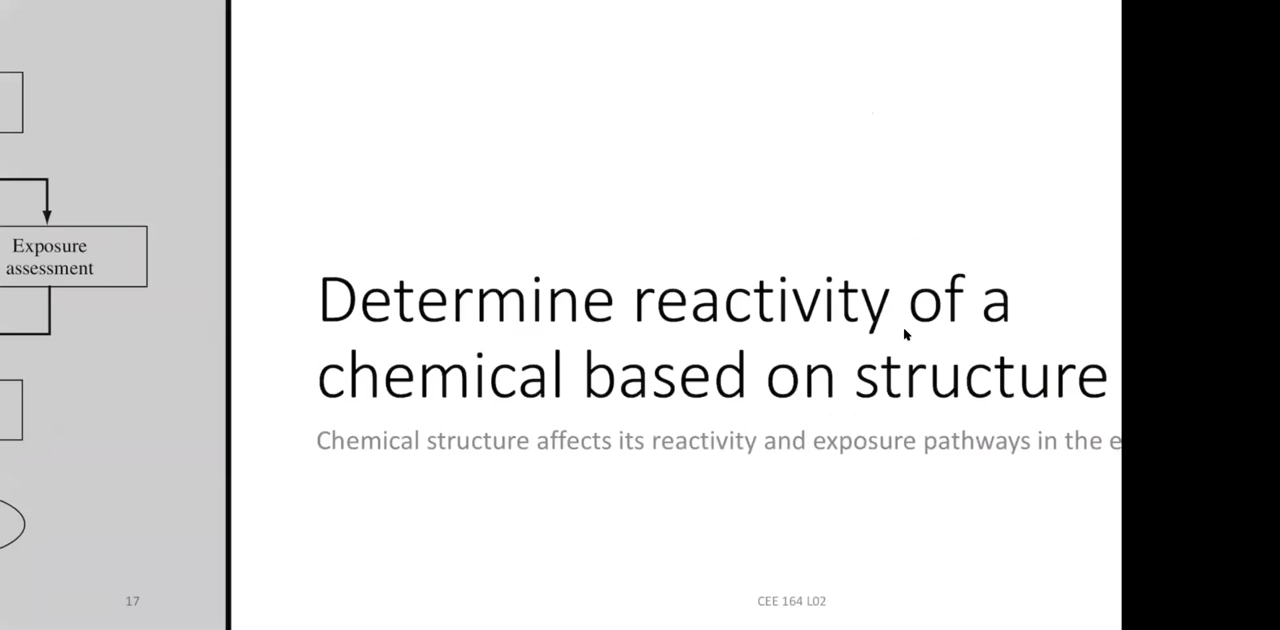 Exposure
assessment
17
Determine reactivity of a
chemical based on structure
Chemical structure affects its reactivity and exposure pathways in the e
CEE 164 L02